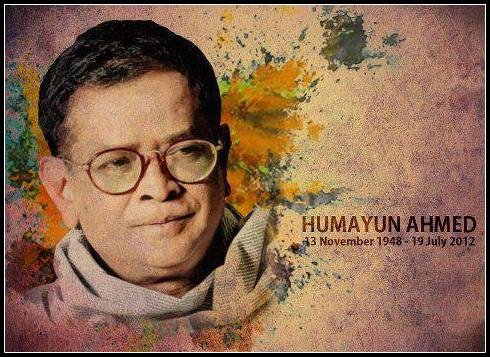 HUMAYUN AHMED
13 November 1948 - 19 July 2012